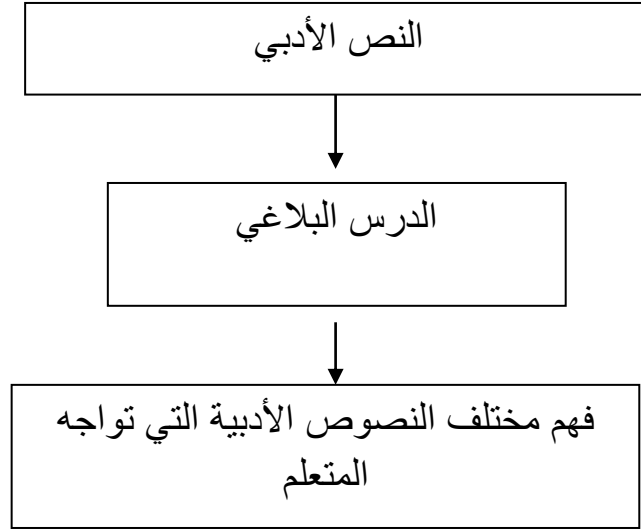 النص الأدبي
الدرس البلاغي
فهم مختلف النصوص الأدبية التي تواجه
المتعلم